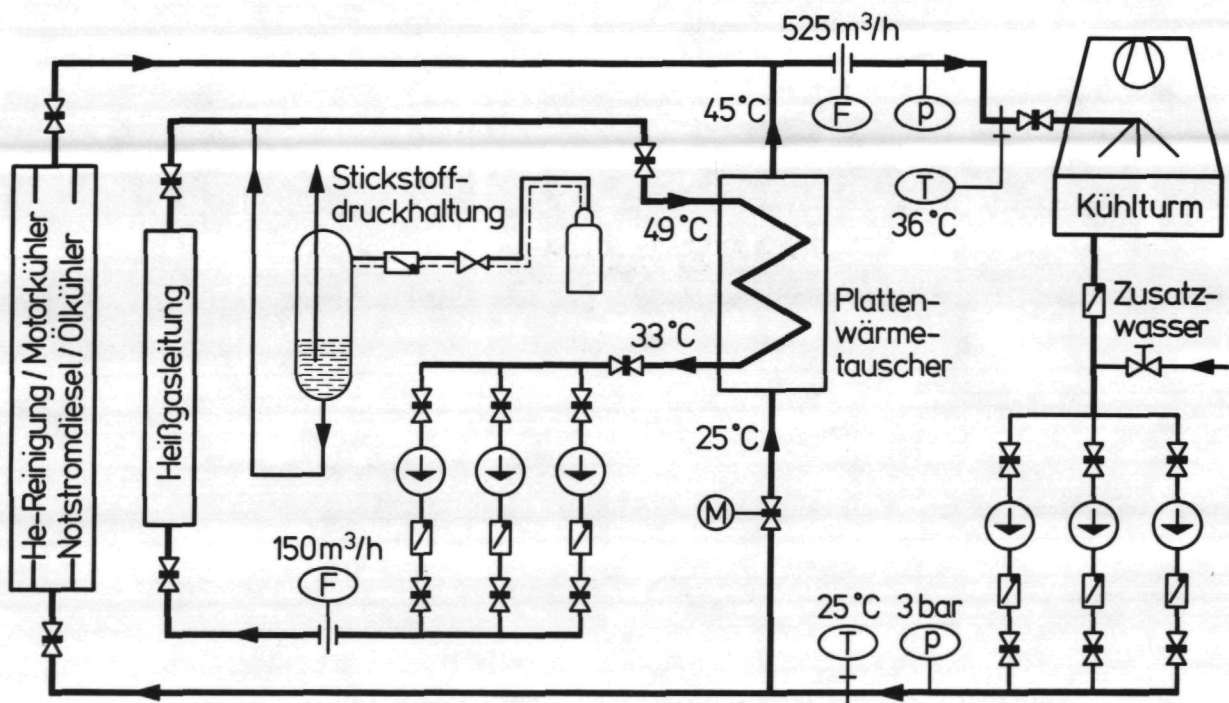 525 m³/h
F
P
45°C
T
36°C
Kühlturm
Stickstoff-
druckhaltung
49°C
He-Reinigung / Motorkühler
Notstromdiesel / Ölkühler
Heißgasleitung
Platten-
wärme-
tauscher
Zusatz-
wasser
33°C
25°C
M
150 m³/h
F
25°C
T
3 bar
P